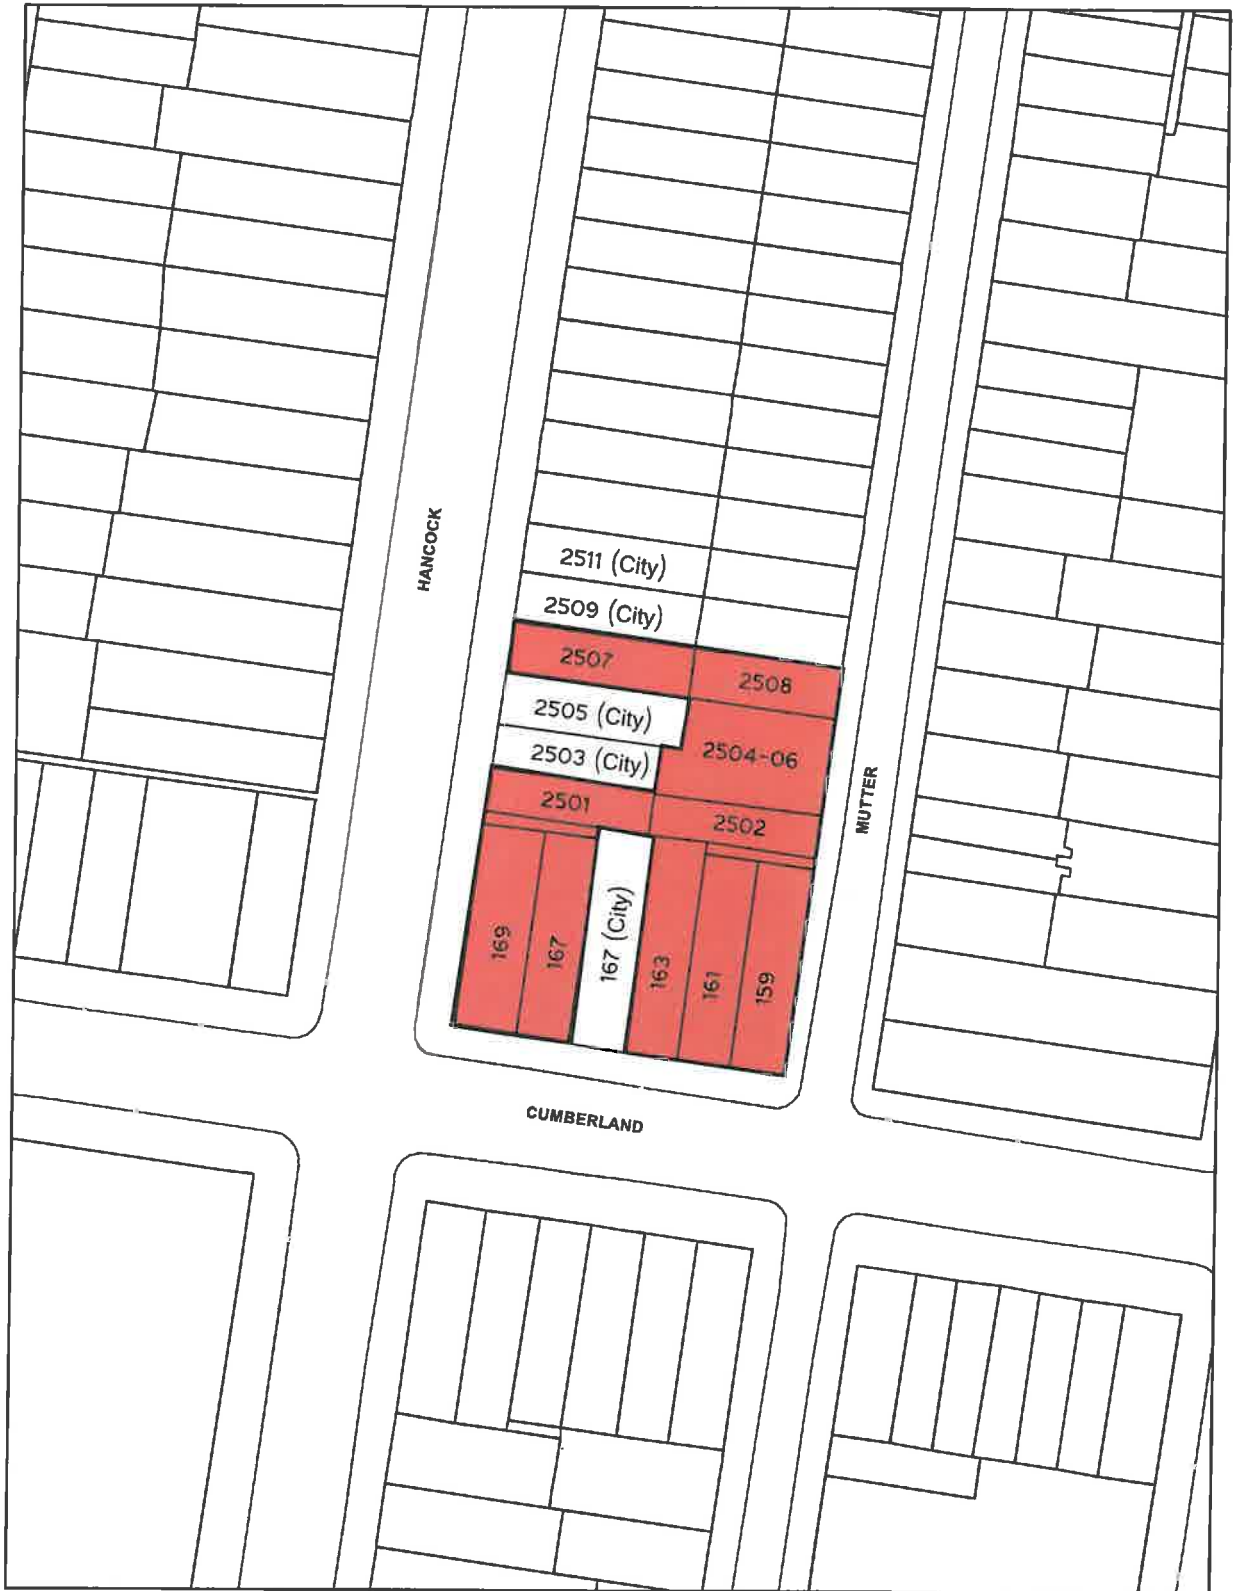 HANCOCK
2511 (City)
2509 (City)
2507
2508
2505 (City)
2504-06
2503 (City)
2501
2502
MUTTER
169
167
167 (City)
163
161
159
CUMBERLAND